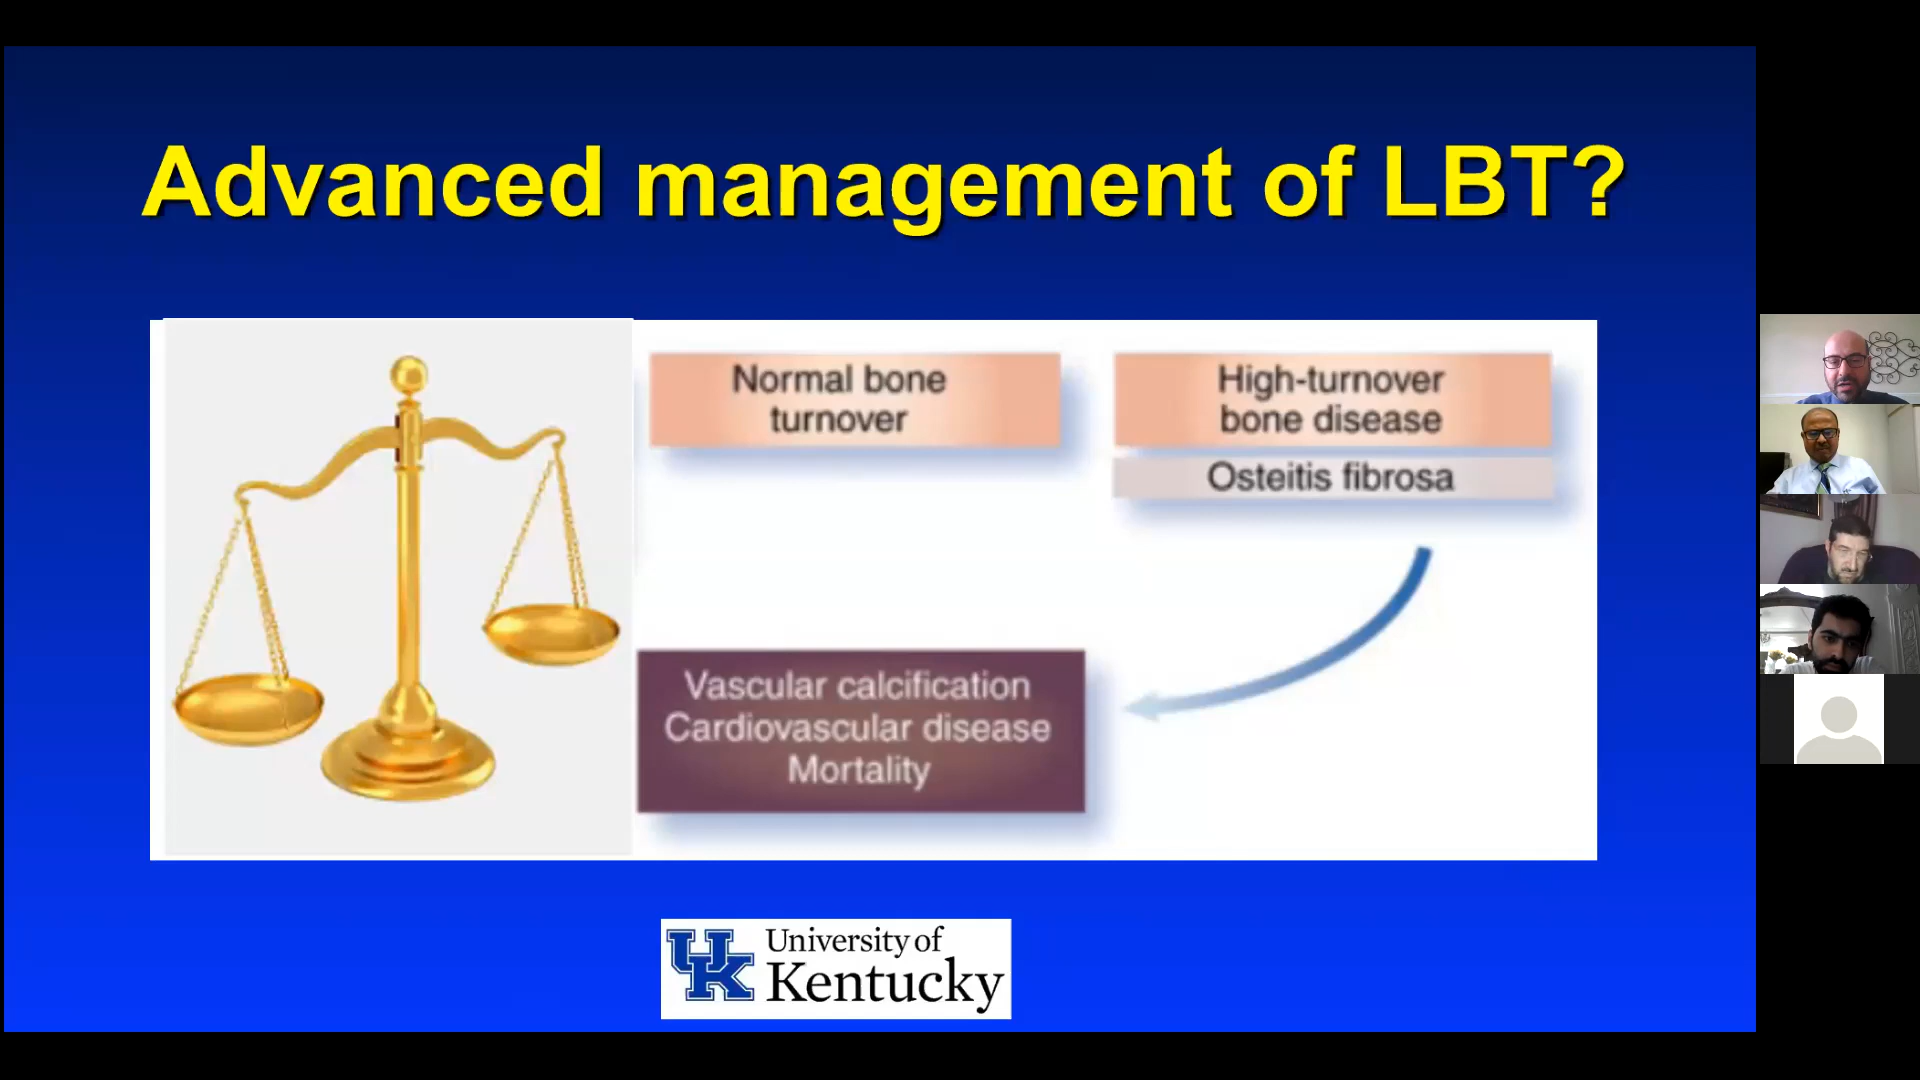 Advanced management of LBT?
Normal bone
turnover
High-turnover
bone disease
Osteitis fibrosa
Vascular calcification
Cardiovascular disease
Mortality
UK
University of
Kentucky